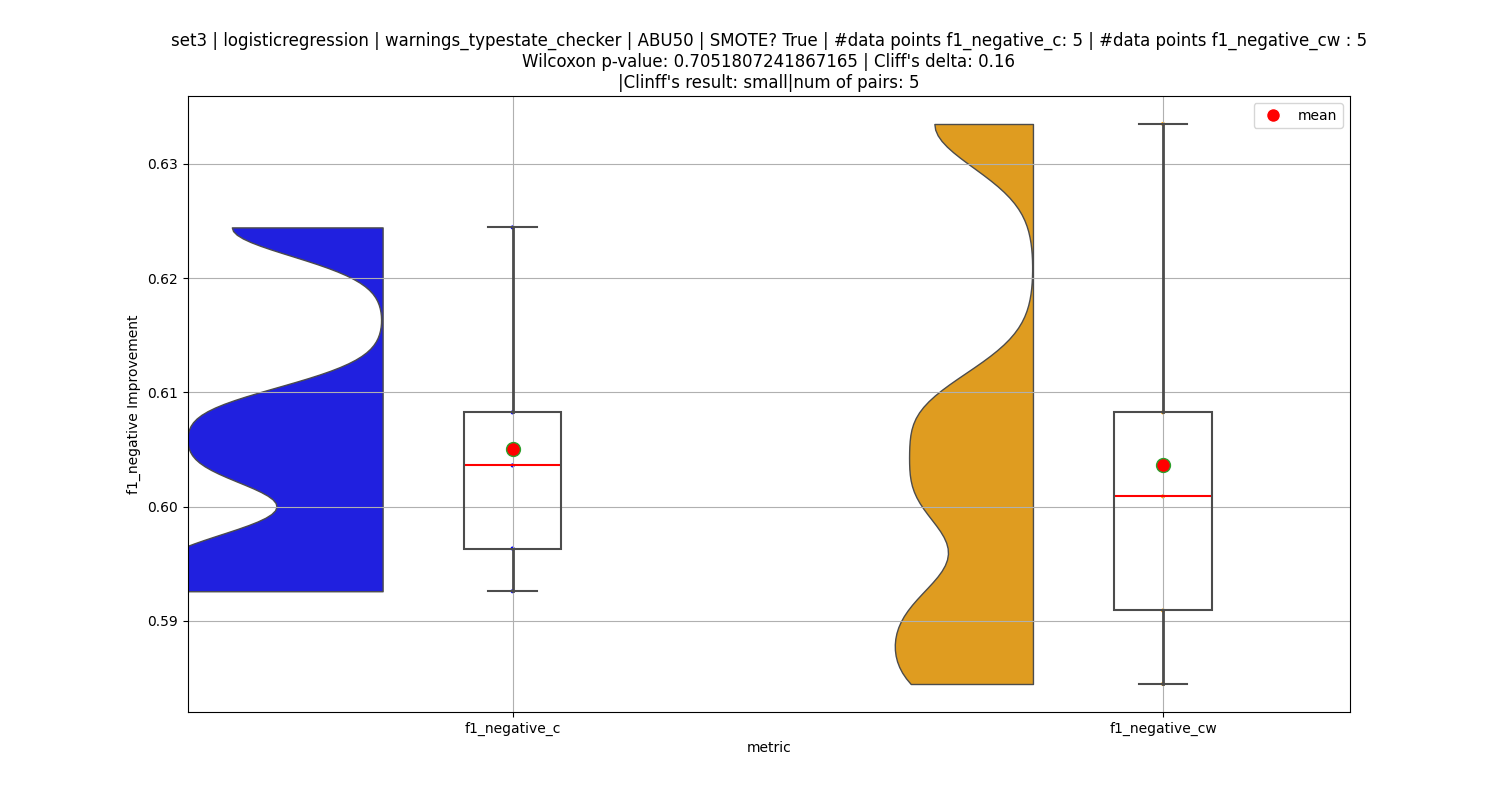 set3 | logisticregression | warnings_typestate_checker | ABU50 | SMOTE? True | #data points f1_negative_c: 5 | #data points f1_negative_cw : 5
Wilcoxon p-value: 0.7051807241867165 | Cliff's delta: 0.16
|Clinff's result: small|num of pairs: 5
mean
0.63
0.62
0.61
0.60
0.59
f1_negative Improvement
f1_negative_c
f1_negative_cw
metric